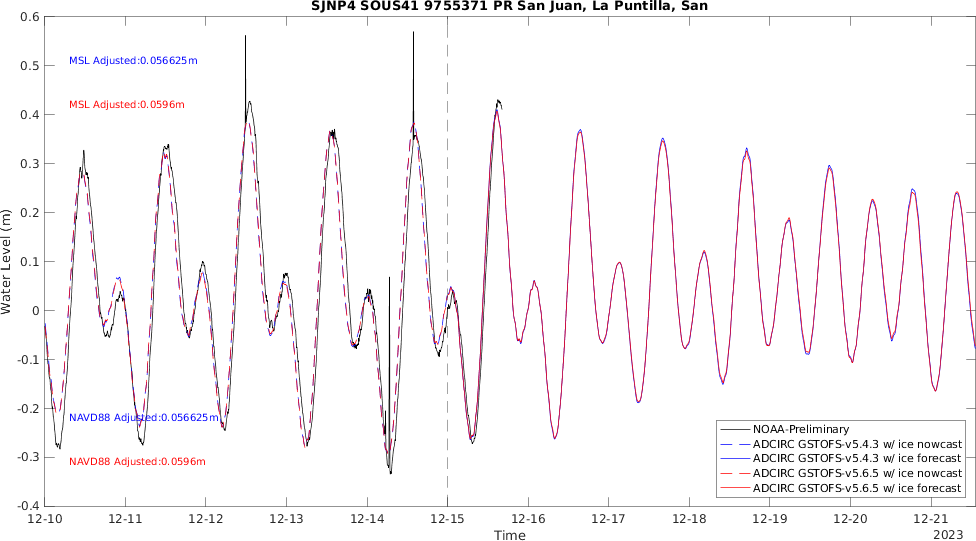 SJNP4 SOUS41 9755371 PR San Juan, La Puntilla, San
0.6
0.5
0.4
0.3
0.2
0.1
0
-0.1
-0.2
-0.3
-0.4
Water Level (m)
MSL Adjusted:0.056625m
MSL Adjusted:0.0596m
NAVD88 Adjusted:0.056625m
NAVD88 Adjusted:0.0596m
NOAA-Preliminary
ADCIRC GSTOFS-v5.4.3 w/ ice nowcast
ADCIRC GSTOFS-v5.4.3 w/ ice forecast
ADCIRC GSTOFS-v5.6.5 w/ ice nowcast
ADCIRC GSTOFS-v5.6.5 w/ ice forecast
12-10 12-11 12-12 12-13 12-14 12-15 12-16 12-17 12-18 12-19 12-20 12-21
Time
2023